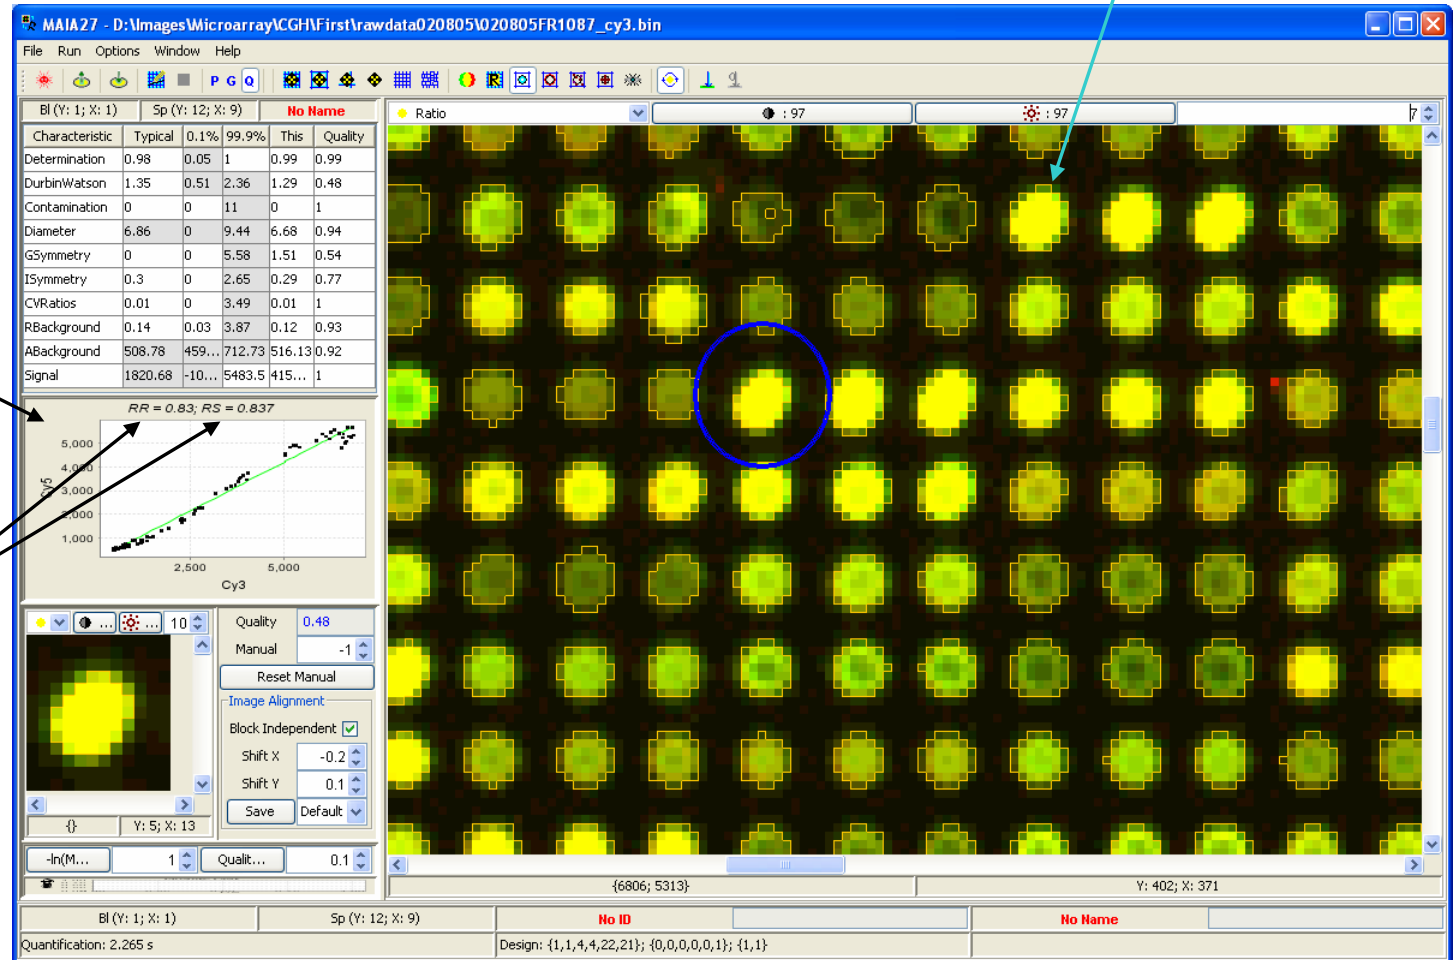 MAIA27 - D:\Images\Microarray\CGH\First\rawdata020805\020805FR1087_cy3.bin
File Run Options Window Help
P G Q
Bl (Y: 1; X: 1) Sp (Y: 12; X: 9) No Name
Ratio : 97 : 97 7
Characteristic Typical 0.1% 99.9% This Quality
Determination 0.98 0.05 1 0.99 0.99
DurbinWatson 1.35 0.51 2.36 1.29 0.48
Contamination 0 0 11 0 1
Diameter 6.86 0 9.44 6.68 0.94
GSymmetry 0 0 5.58 1.51 0.54
ISymmetry 0.3 0 2.65 0.29 0.77
CVRatios 0.01 0 3.49 0.01 1
RBackground 0.14 0.03 3.87 0.12 0.93
ABackground 508.78 459... 712.73 516.13 0.92
Signal 1820.68 -10... 5483.5 415... 1
RR = 0.83; RS = 0.837
5,000
4,000
3,000
2,000
1,000
Cy5
2,500 5,000
Cy3
... ... 10
Quality 0.48
Manual -1
Reset Manual
Image Alignment
Block Independent
Shift X -0.2
Shift Y 0.1
Save Default
{} Y: 5; X: 13
-ln(M... 1 Qualit... 0.1
{6806; 5313} Y: 402; X: 371
Bl (Y: 1; X: 1) Sp (Y: 12; X: 9) No ID No Name
Quantification: 2.265 s Design: {1,1,4,4,22,21}; {0,0,0,0,0,1}; {1,1}